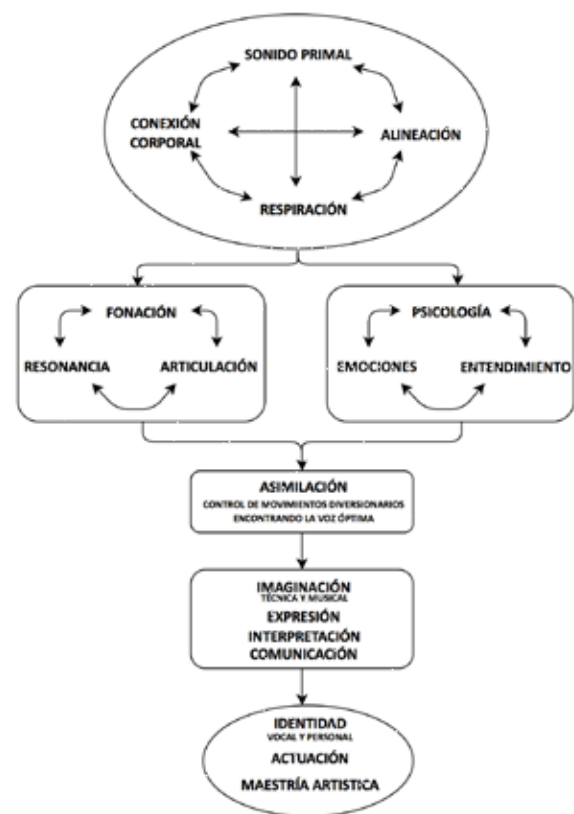 SONIDO PRIMAL
CONEXIÓN
CORPORAL
ALINEACIÓN
RESPIRACIÓN
FONACIÓN
RESONANCIA
ARTICULACIÓN
PSICOLOGÍA
EMOCIONES
ENTENDIMIENTO
ASIMILACIÓN
CONTROL DE MOVIMIENTOS DIVERSIONARIOS
ENCONTRANDO LA VOZ ÓPTIMA
IMAGINACIÓN
TÉCNICA Y MUSICAL
EXPRESIÓN
INTERPRETACIÓN
COMUNICACIÓN
IDENTIDAD
VOCAL Y PERSONAL
ACTUACIÓN
MAESTRÍA ARTISTICA